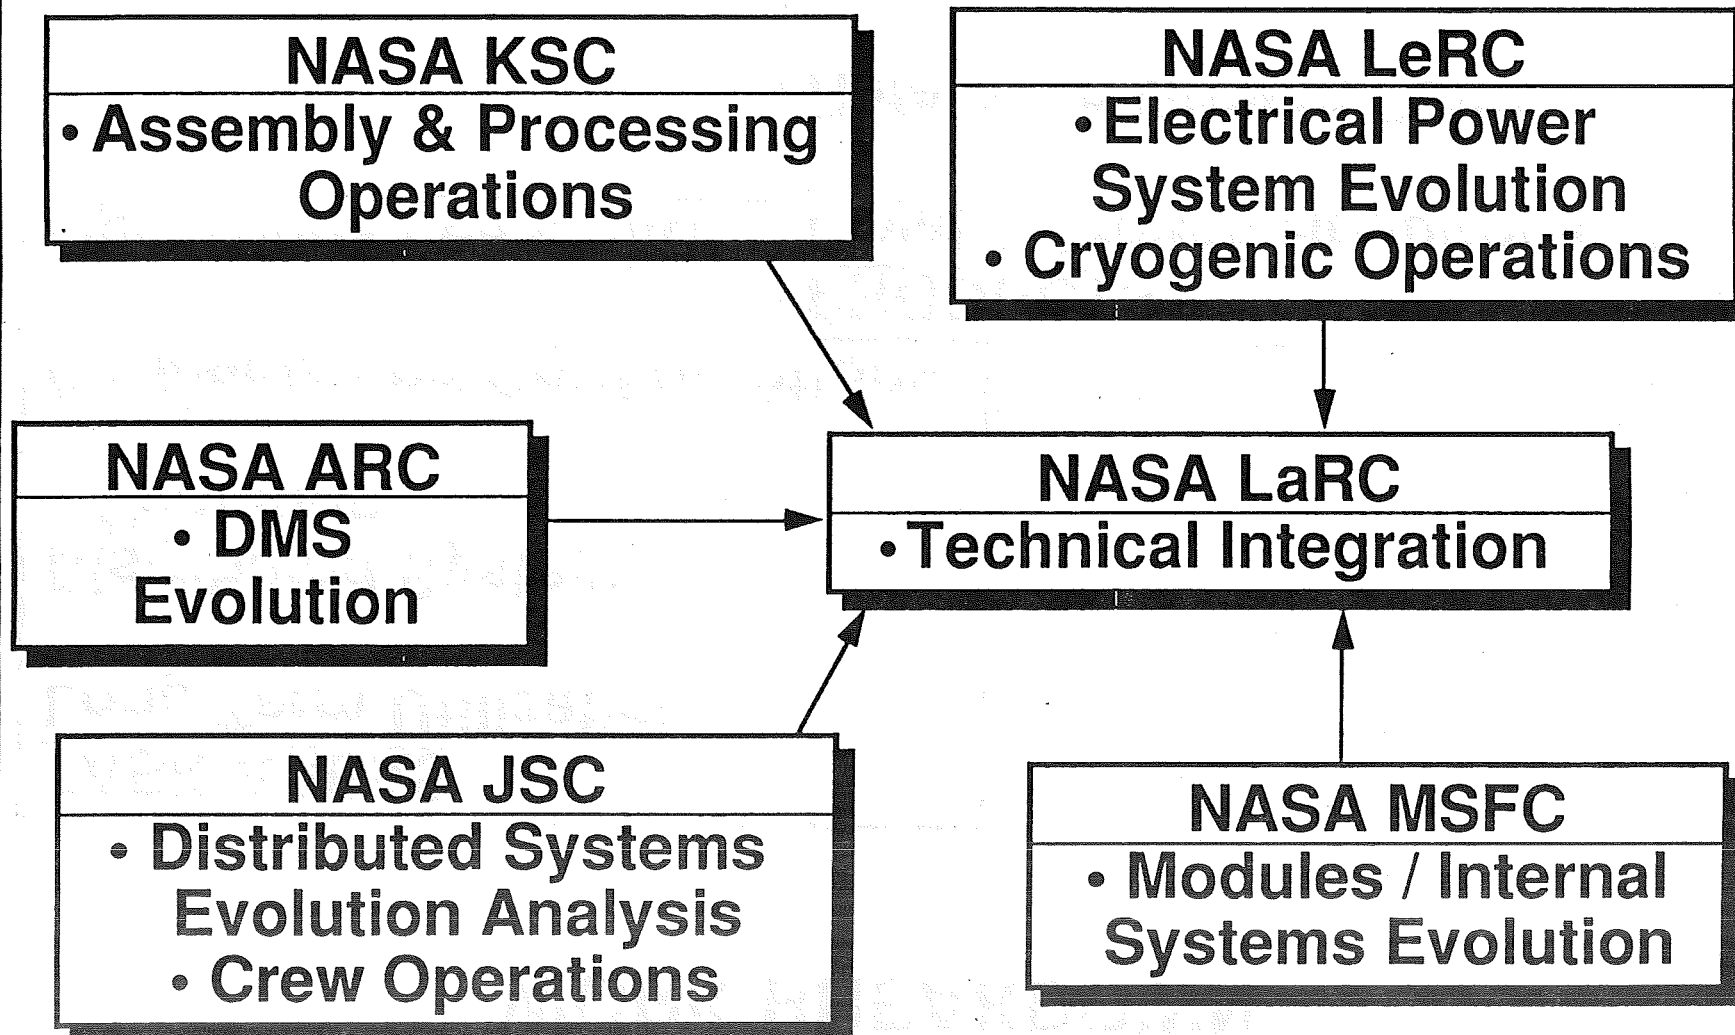 NASA KSC
• Assembly & Processing
Operations
NASA LeRC
• Electrical Power
System Evolution
• Cryogenic Operations
NASA ARC
• DMS
Evolution
NASA LaRC
• Technical Integration
NASA JSC
• Distributed Systems
Evolution Analysis
• Crew Operations
NASA MSFC
• Modules / Internal
Systems Evolution